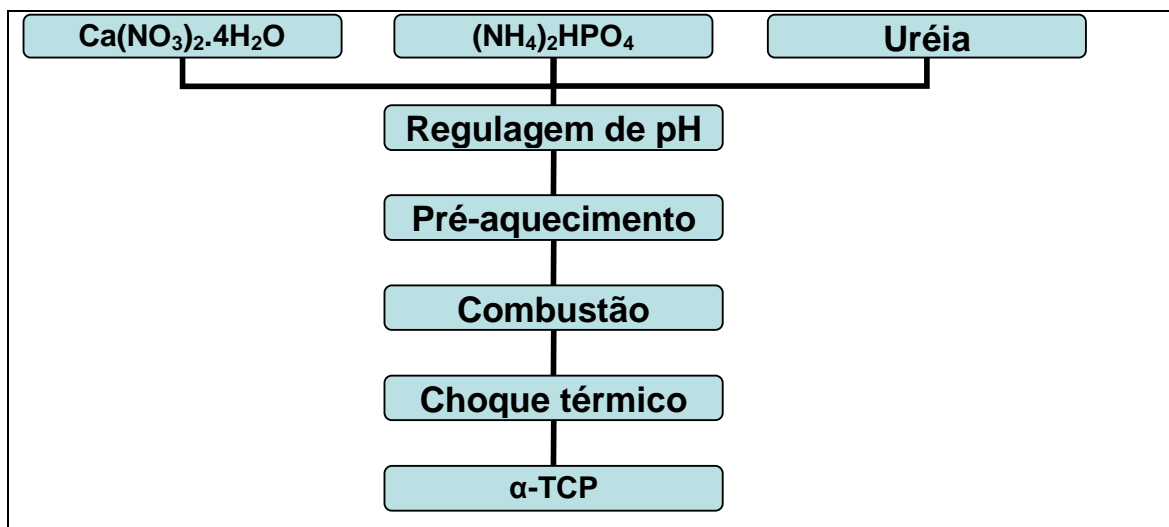 Ca(NO₃)₂.4H₂O
(NH₄)₂HPO₄
Uréia
Regulagem de pH
Pré-aquecimento
Combustão
Choque térmico
α-TCP